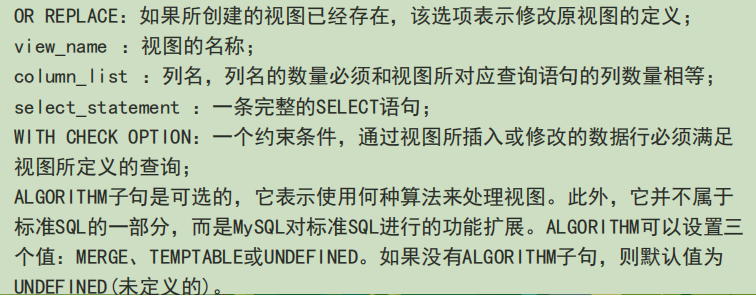 OR REPLACE：如果所创建的视图已经存在，该选项表示修改原视图的定义；
view_name ：视图的名称；
column_list ：列名，列名的数量必须和视图所对应查询语句的列数量相等；
select_statement ：一条完整的SELECT语句；
WITH CHECK OPTION：一个约束条件，通过视图所插入或修改的数据行必须满足
视图所定义的查询；
ALGORITHM子句是可选的，它表示使用何种算法来处理视图。此外，它并不属于
标准SQL的一部分，而是MySQL对标准SQL进行的功能扩展。ALGORITHM可以设置三
个值：MERGE、TEMPTABLE或UNDEFINED。如果没有ALGORITHM子句，则默认值为
UNDEFINED(未定义的)。